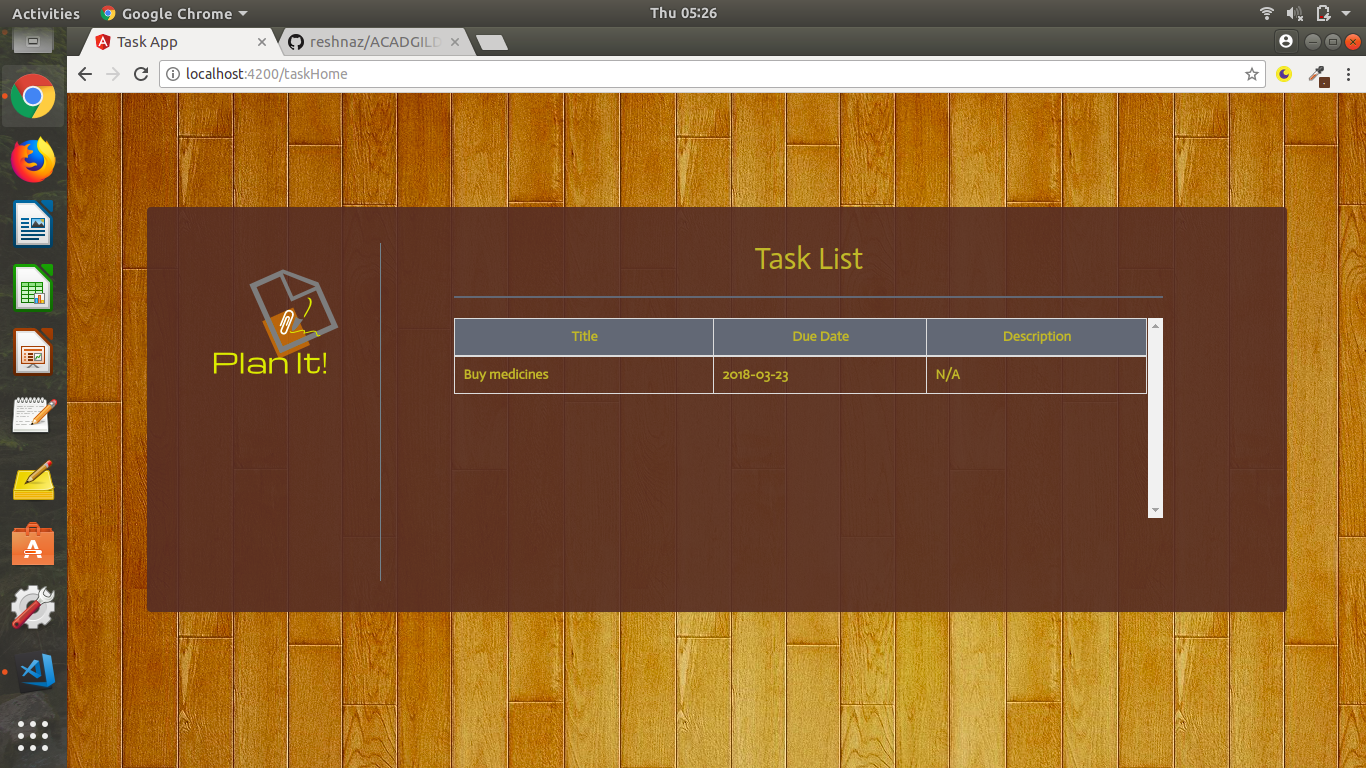 Activities Google Chrome Thu 05:26
Task App reshnaz/ACADGILD
localhost:4200/taskHome
Plan It!
Task List
Title Due Date Description
Buy medicines 2018-03-23 N/A